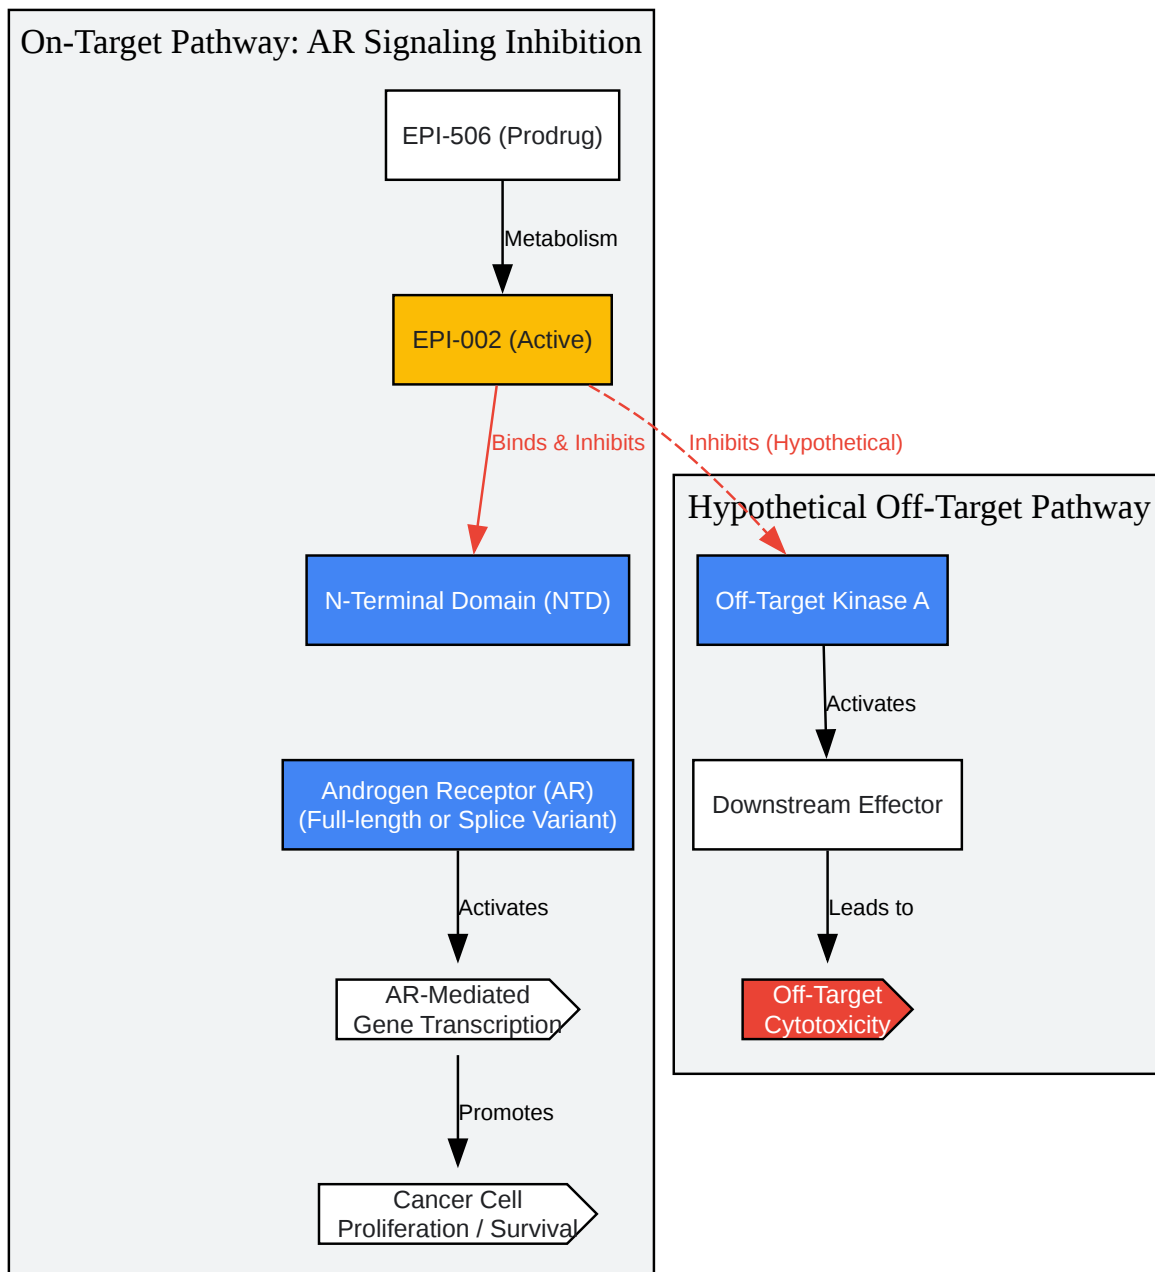 On-Target Pathway: AR Signaling Inhibition
EPI-506 (Prodrug)
Metabolism
EPI-002 (Active)
Binds & Inhibits
Inhibits (Hypothetical)
Hypothetical Off-Target Pathway
N-Terminal Domain (NTD)
Off-Target Kinase A
Activates
Androgen Receptor (AR)
(Full-length or Splice Variant)
Downstream Effector
Activates
Leads to
AR-Mediated
Gene Transcription
Off-Target
Cytotoxicity
Promotes
Cancer Cell
Proliferation / Survival